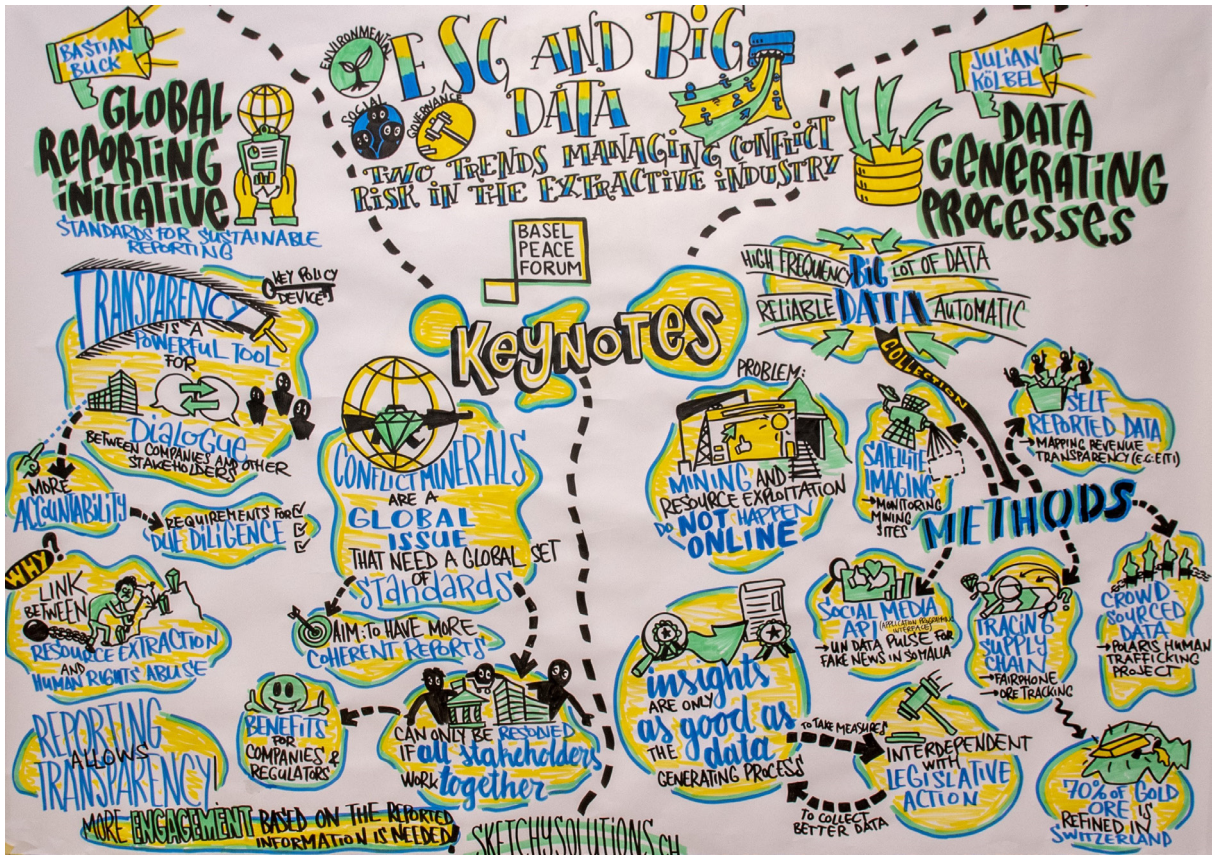 BASTIAN
BUCK
GLOBAL
REPORTING
INITIATIVE
STANDARDS FOR SUSTAINABLE
REPORTING
ENVIRONMENTAL
SOCIAL
GOVERNANCE
ESG AND BIG
DATA
TWO TRENDS MANAGING CONFLICT
RISK IN THE EXTRACTIVE INDUSTRY
JULIAN
KÖLBEL
DATA
GENERATING
PROCESSES
BASEL
PEACE
FORUM
KEYNOTES
TRANSPARENCY
KEY POLICY
DEVICE
IS A
POWERFUL TOOL
FOR
DIALOGUE
BETWEEN COMPANIES AND OTHER
STAKEHOLDERS
MORE
ACCOUNTABILITY
REQUIREMENTS FOR
DUE DILIGENCE
WHY?
LINK
BETWEEN
RESOURCE EXTRACTION
AND
HUMAN RIGHTS ABUSE
REPORTING
ALLOWS
TRANSPARENCY!
MORE ENGAGEMENT BASED ON THE REPORTED
INFORMATION IS NEEDED!
CONFLICT MINERALS
ARE A
GLOBAL
ISSUE
THAT NEED A GLOBAL SET
OF
STANDARDS
AIM: TO HAVE MORE
COHERENT REPORTS
CAN ONLY BE RESOLVED
IF all stakeholders
WORK together
BENEFITS
FOR
COMPANIES &
REGULATORS
HIGH FREQUENCY
BIG
LOT OF DATA
RELIABLE
DATA
AUTOMATIC
COLLECTION
PROBLEM:
MINING AND
RESOURCE EXPLOITATION
DO NOT HAPPEN
ONLINE
METHODS
SATELLITE
IMAGING
→ MONITORING
MINING
SITES
SELF
REPORTED DATA
→ MAPPING REVENUE
TRANSPARENCY (E.G. EITI)
SOCIAL MEDIA
API (APPLICATION PROGRAMMING
INTERFACES)
→ UN DATA PULSE FOR
FAKE NEWS IN SOMALIA
TRACING
SUPPLY
CHAIN
→ FAIRPHONE
→ ORE TRACKING
CROWD
SOURCED
DATA
→ POLARIS HUMAN
TRAFFICKING
PROJECT
insights
ARE ONLY
as good as
THE data
GENERATING PROCESS
TO TAKE MEASURES
INTERDEPENDENT
WITH
LEGISLATIVE
ACTION
TO COLLECT
BETTER DATA
70% of GOLD
ORE IS
REFINED IN
SWITZERLAND
SKETCHYSOLUTIONS.CH